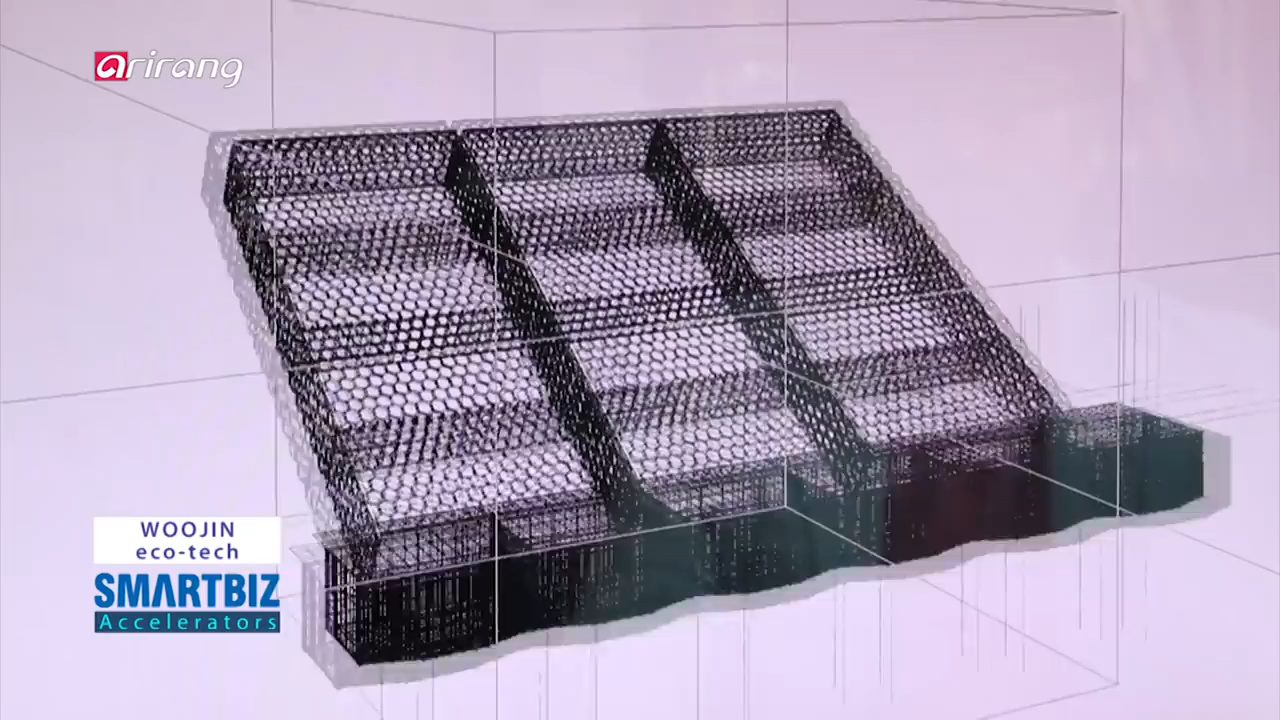 arirang
WOOJIN
eco-tech
SMARTBIZ
Accelerators